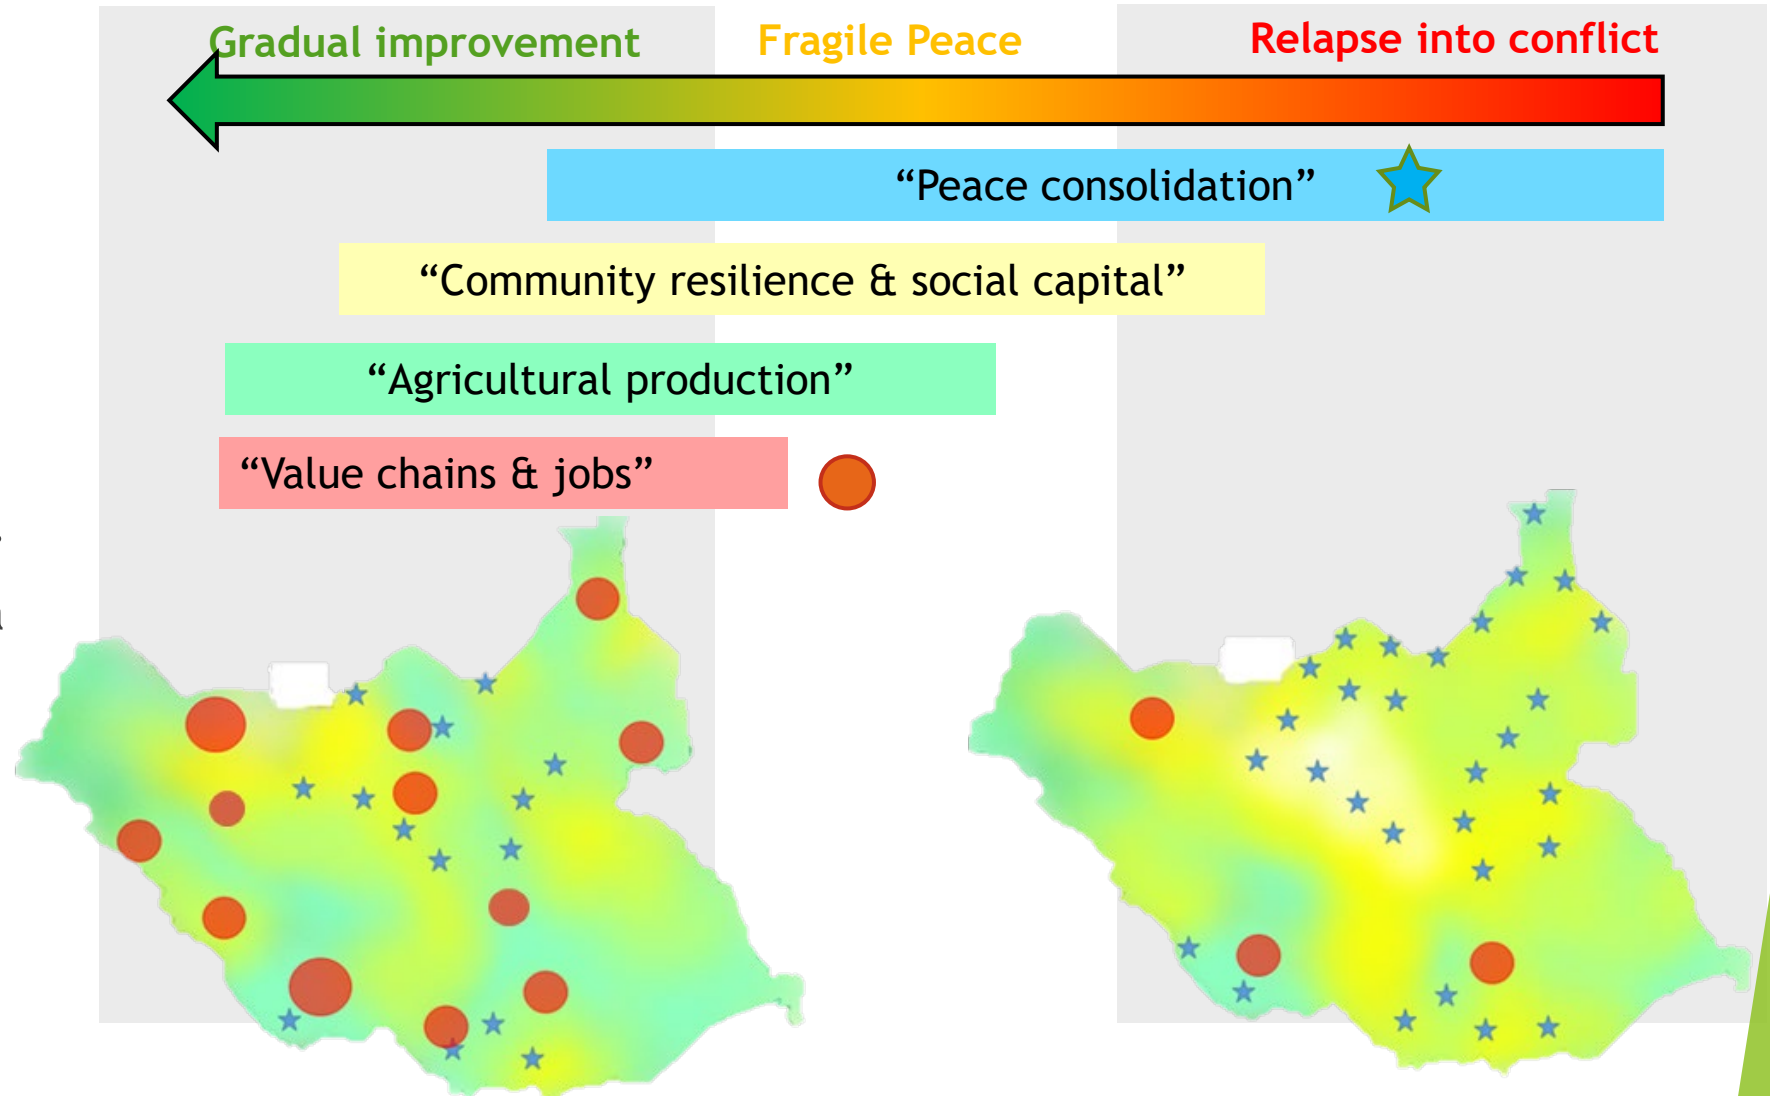 Gradual improvement
Fragile Peace
Relapse into conflict
“Peace consolidation”
“Community resilience & social capital”
“Agricultural production”
“Value chains & jobs”